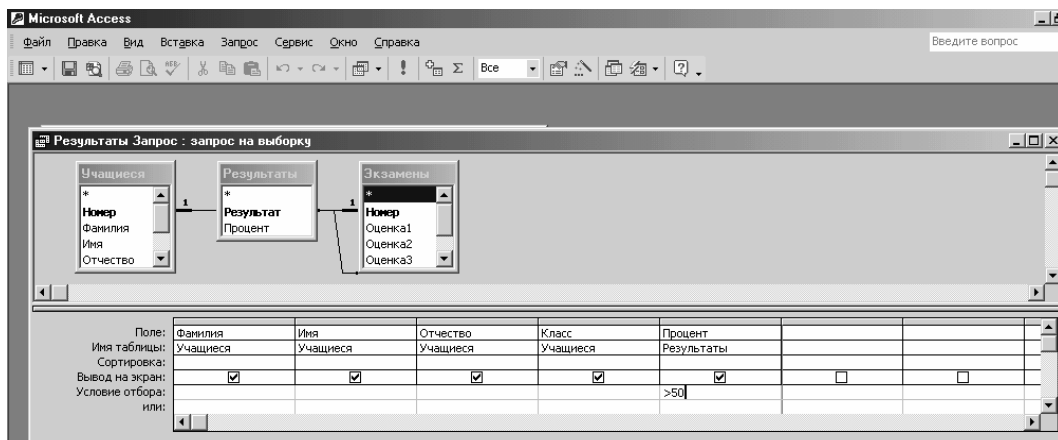 Microsoft Access
Файл Правка Вид Вставка Запрос Сервис Окно Справка Введите вопрос
Все
Результаты Запрос : запрос на выборку
Учащиеся Результаты Экзамены
* * *
Номер Результат Номер
Фамилия Процент Оценка1
Имя Оценка2
Отчество Оценка3
1 1
Поле: Фамилия Имя Отчество Класс Процент
Имя таблицы: Учащиеся Учащиеся Учащиеся Учащиеся Результаты
Сортировка:
Вывод на экран:
Условие отбора: >50
или: